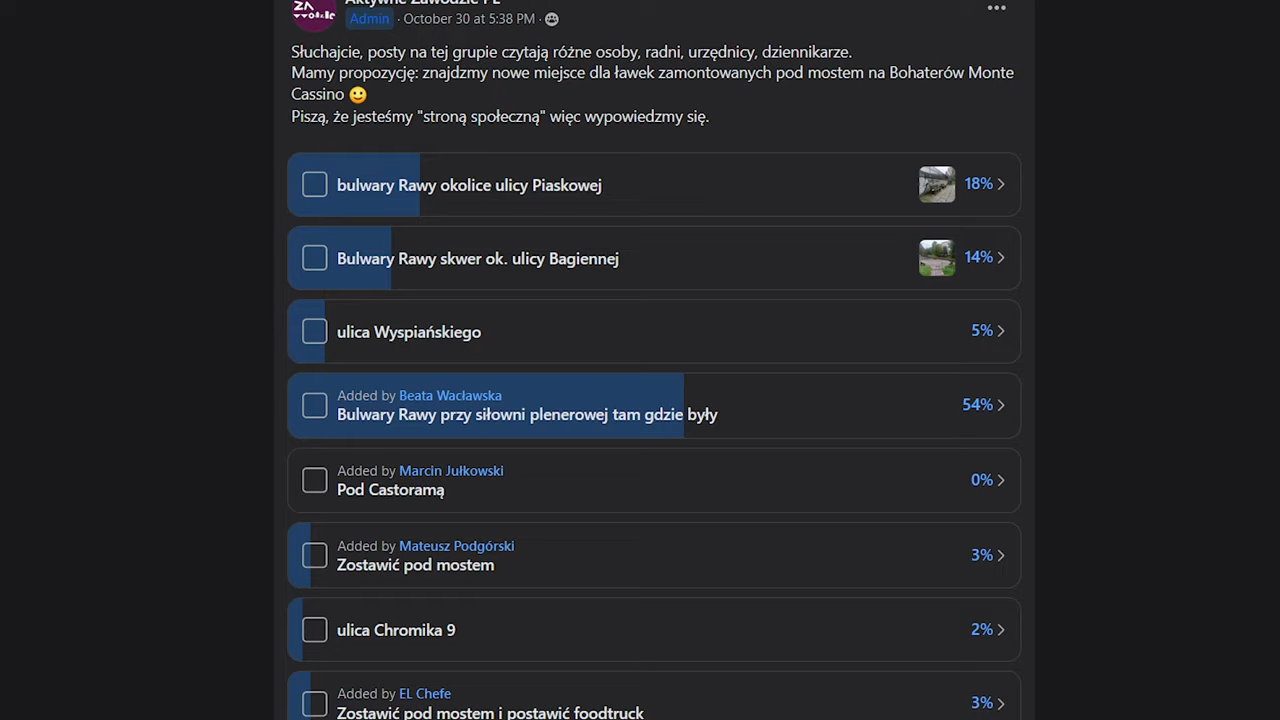 Aktywne Zawodzie PL
Admin · October 30 at 5:38 PM ·
Słuchajcie, posty na tej grupie czytają różne osoby, radni, urzędnicy, dziennikarze.
Mamy propozycję: znajdzmy nowe miejsce dla ławek zamontowanych pod mostem na Bohaterów Monte
Cassino 😀
Piszą, że jesteśmy "stroną społeczną" więc wypowiedzmy się.
bulwary Rawy okolice ulicy Piaskowej
18%
Bulwary Rawy skwer ok. ulicy Bagiennej
14%
ulica Wyspiańskiego
5%
Added by Beata Wacławska
Bulwary Rawy przy siłowni plenerowej tam gdzie były
54%
Added by Marcin Jułkowski
Pod Castoramą
0%
Added by Mateusz Podgórski
Zostawić pod mostem
3%
ulica Chromika 9
2%
Added by EL Chefe
Zostawić pod mostem i postawić foodtruck
3%